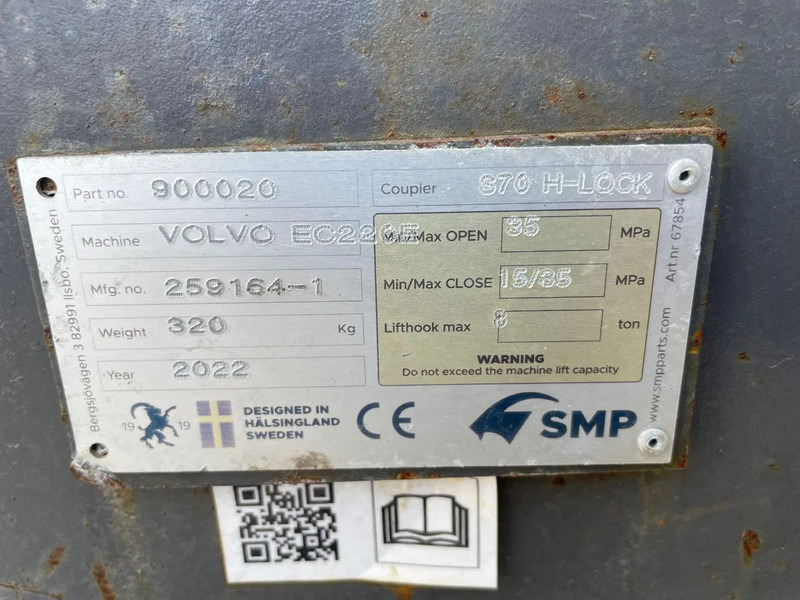 Part no. 900020
Machine VOLVO EC220E
Mfg. no. 259164-1
Weight 320 Kg
Year 2022
Coupler S70 H-LOCK
Min/Max OPEN 35 MPa
Min/Max CLOSE 15/35 MPa
Lifthook max 8 ton
WARNING
Do not exceed the machine lift capacity
19 19
DESIGNED IN
HÄLSINGLAND
SWEDEN
CE
SMP
Bergsjövägen 3 82991 Ilsbo. Sweden
Art.nr 67854
www.smpparts.com